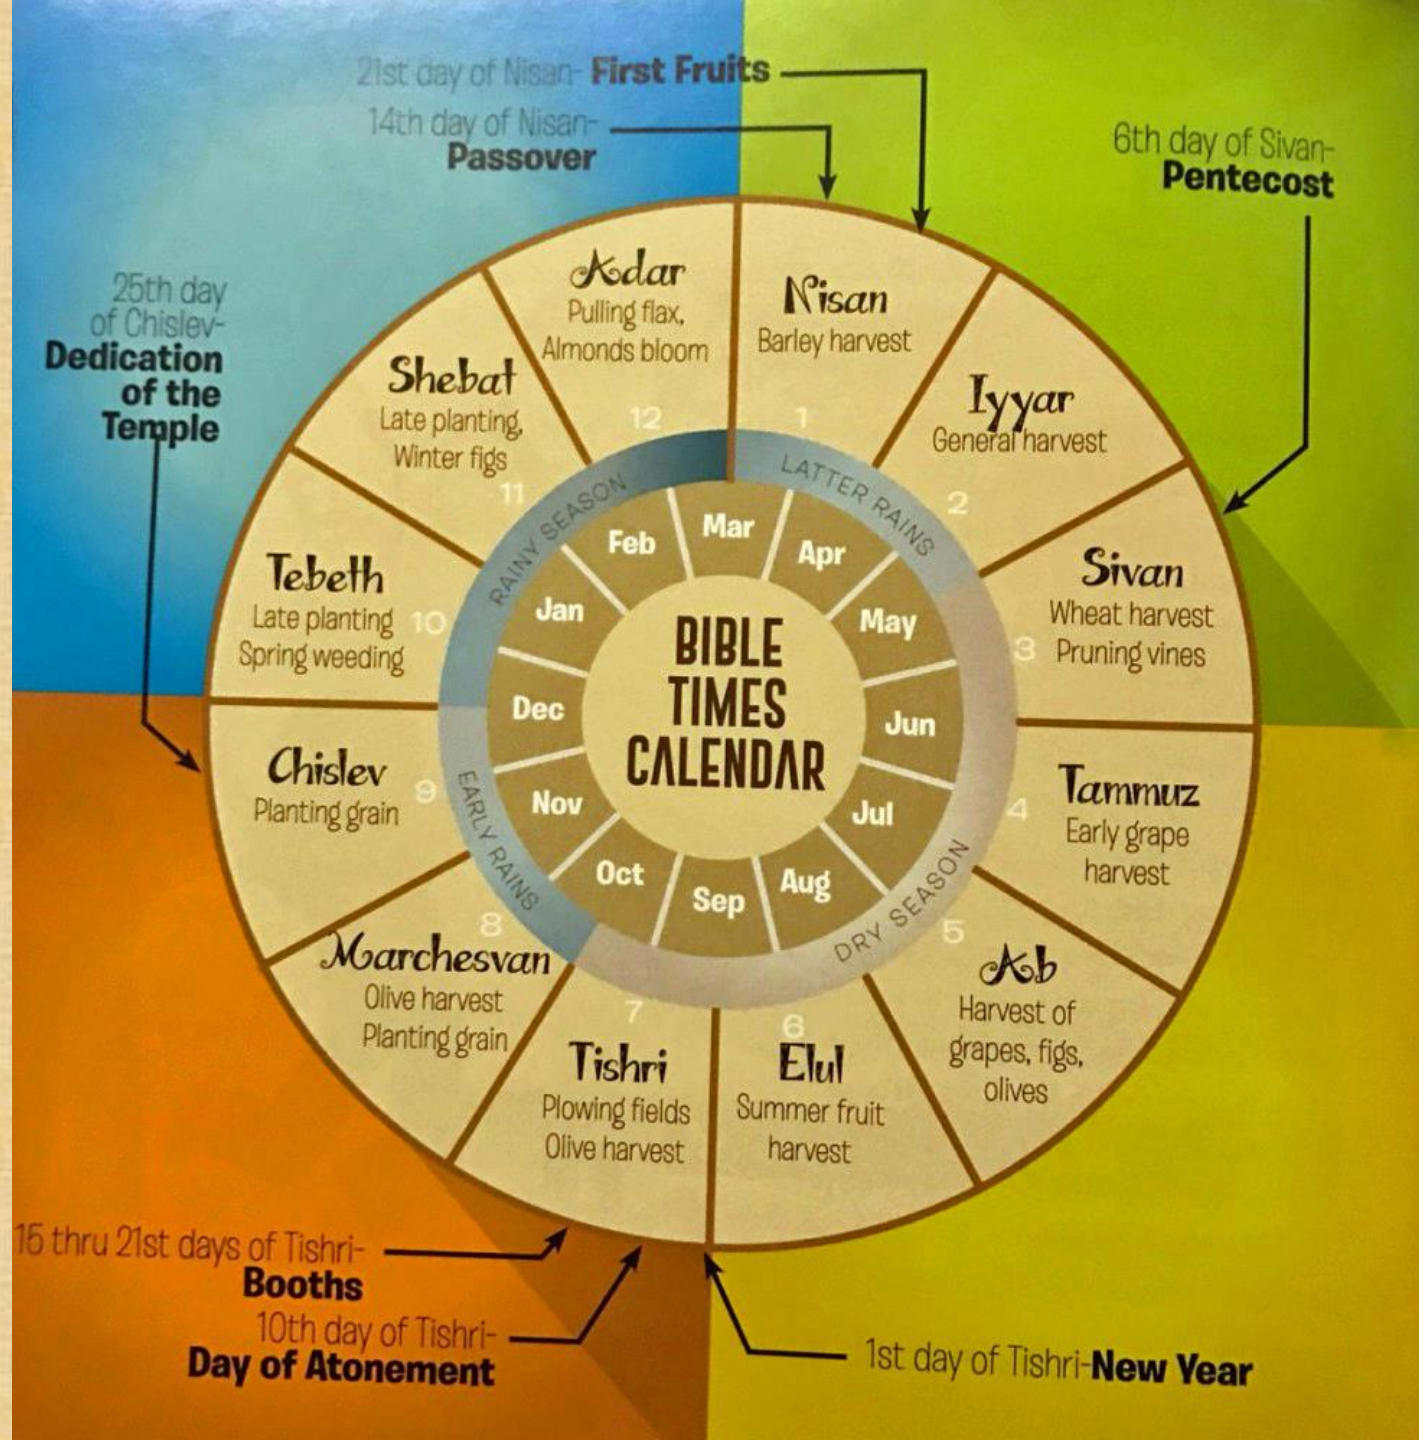 21st day of Nisan- First Fruits
14th day of Nisan-
Passover
6th day of Sivan-
Pentecost
25th day
of Chislev-
Dedication
of the
Temple
BIBLE
TIMES
CALENDAR
Nisan
Barley harvest
1
Iyyar
General harvest
2
Sivan
Wheat harvest
Pruning vines
3
Tammuz
Early grape
harvest
4
Ab
Harvest of
grapes, figs,
olives
5
6
Elul
Summer fruit
harvest
7
Tishri
Plowing fields
Olive harvest
8
Marchesvan
Olive harvest
Planting grain
Chislev
Planting grain
9
Tebeth
Late planting
Spring weeding
10
Shebat
Late planting,
Winter figs
11
Adar
Pulling flax,
Almonds bloom
12
LATTER RAINS
DRY SEASON
EARLY RAINS
RAINY SEASON
Mar
Apr
May
Jun
Jul
Aug
Sep
Oct
Nov
Dec
Jan
Feb
15 thru 21st days of Tishri-
Booths
10th day of Tishri-
Day of Atonement
1st day of Tishri-New Year